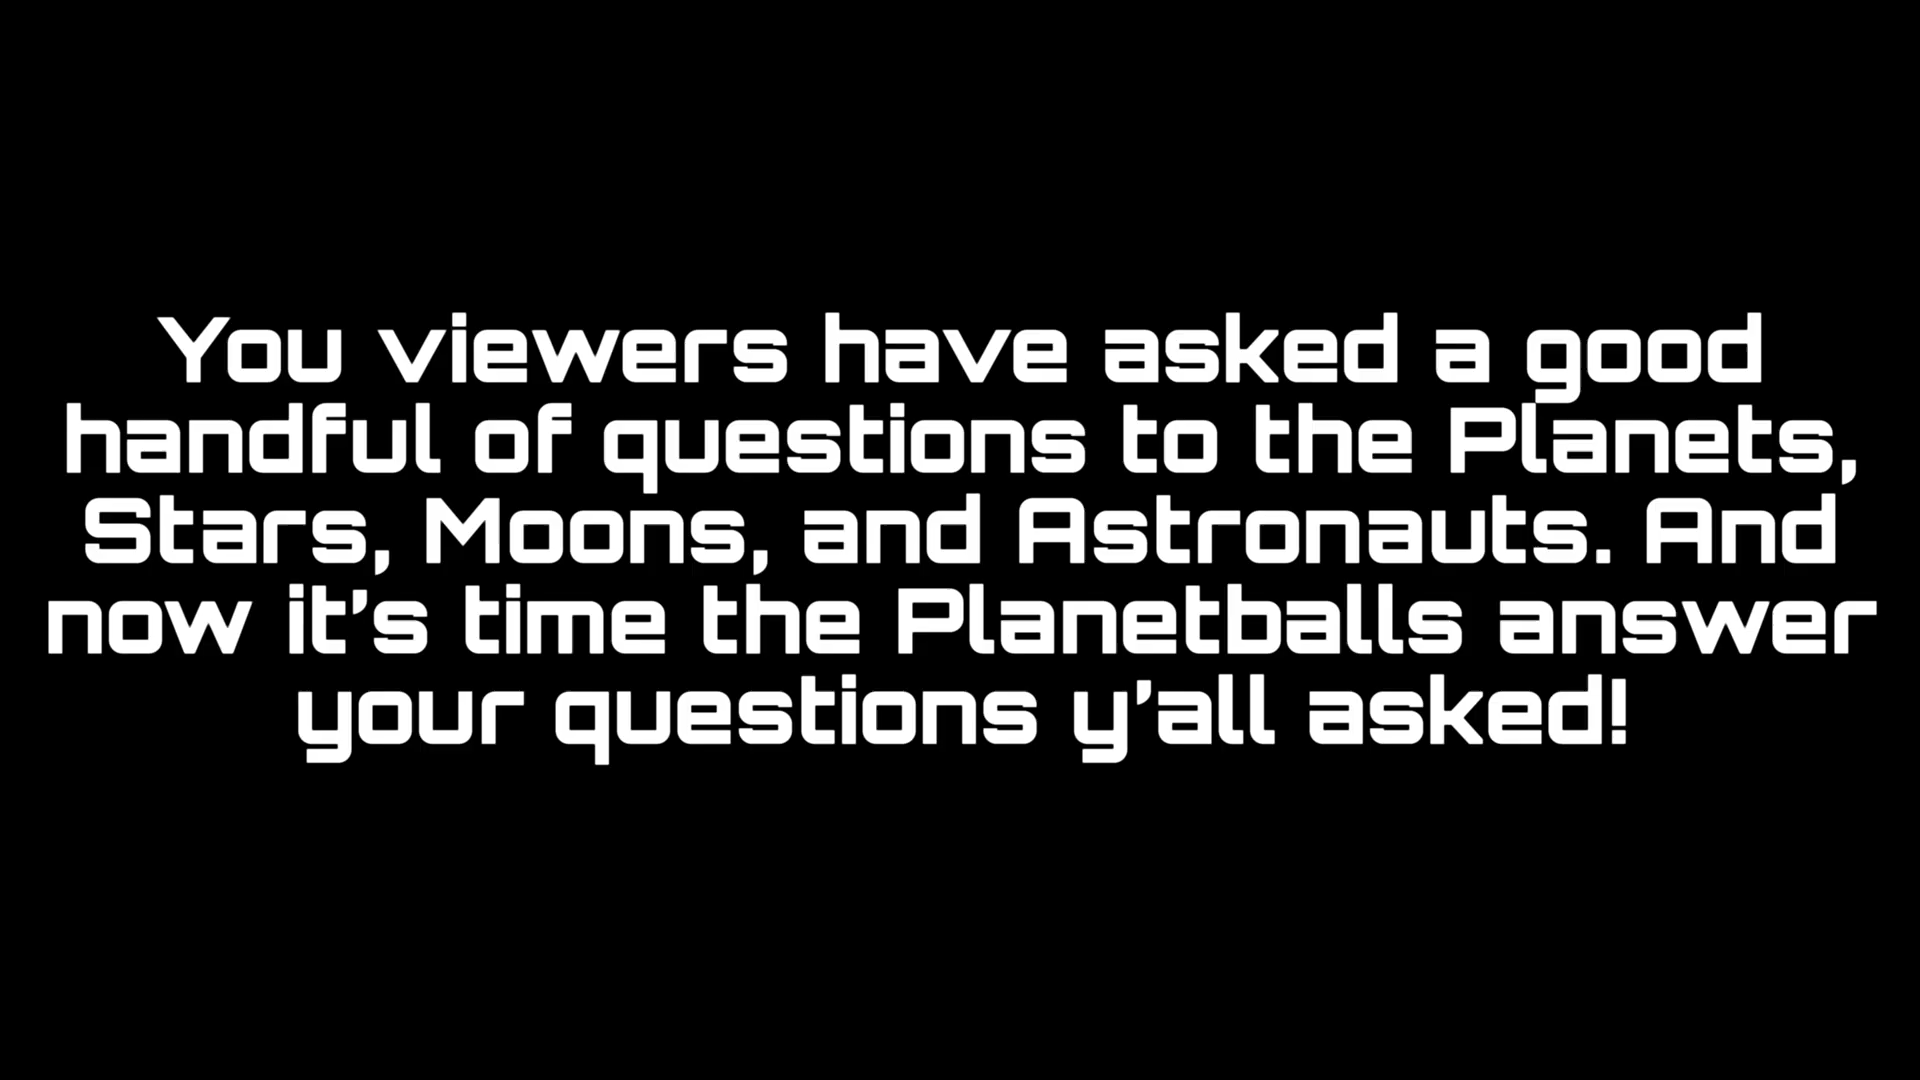 You viewers have asked a good
handful of questions to the Planets,
Stars, Moons, and Astronauts. And
now it's time the Planetballs answer
your questions y'all asked!